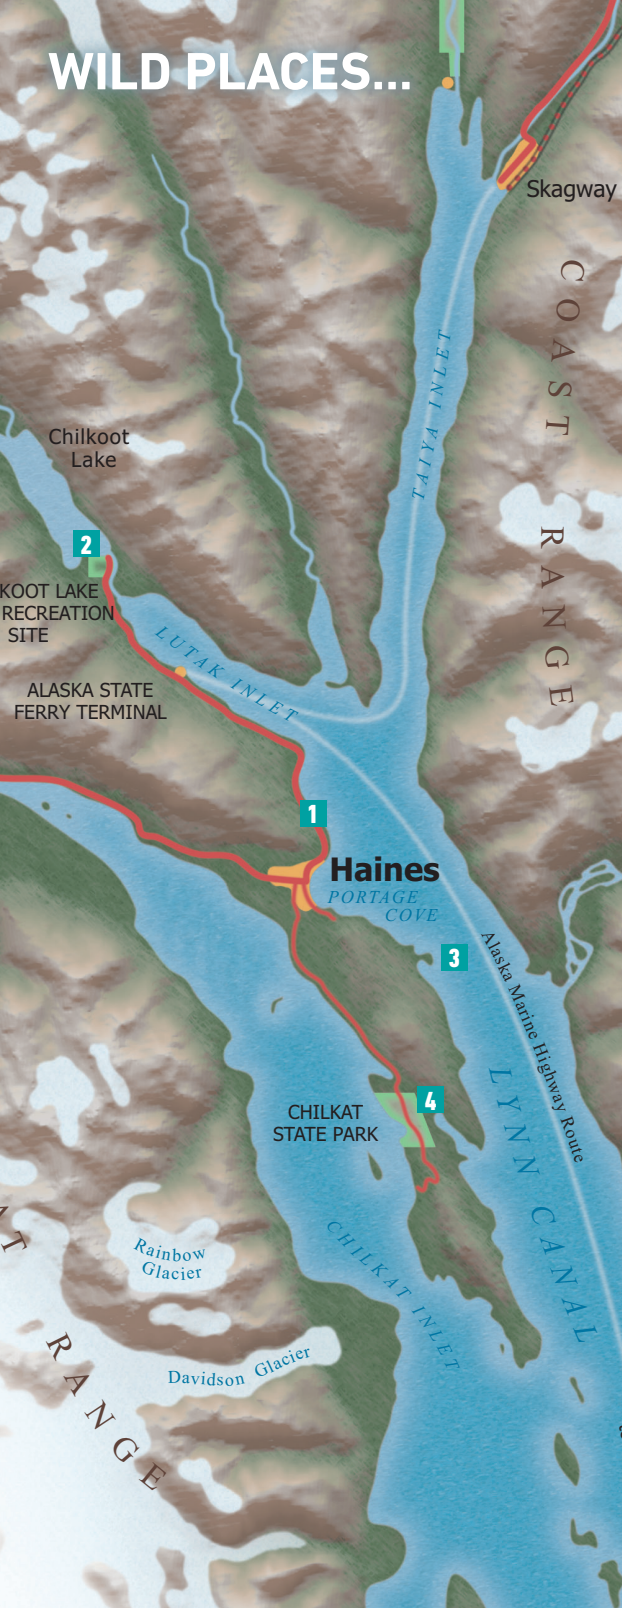 WILD PLACES...
Skagway
COAST RANGE
TAIYA INLET
Chilkoot
Lake
2
KOOT LAKE
RECREATION
SITE
LUTAK INLET
ALASKA STATE
FERRY TERMINAL
1
Haines
PORTAGE
COVE
3
Alaska Marine Highway Route
4
CHILKAT
STATE PARK
LYNN CANAL
CHILKAT INLET
Rainbow
Glacier
AT RANGE
Davidson Glacier